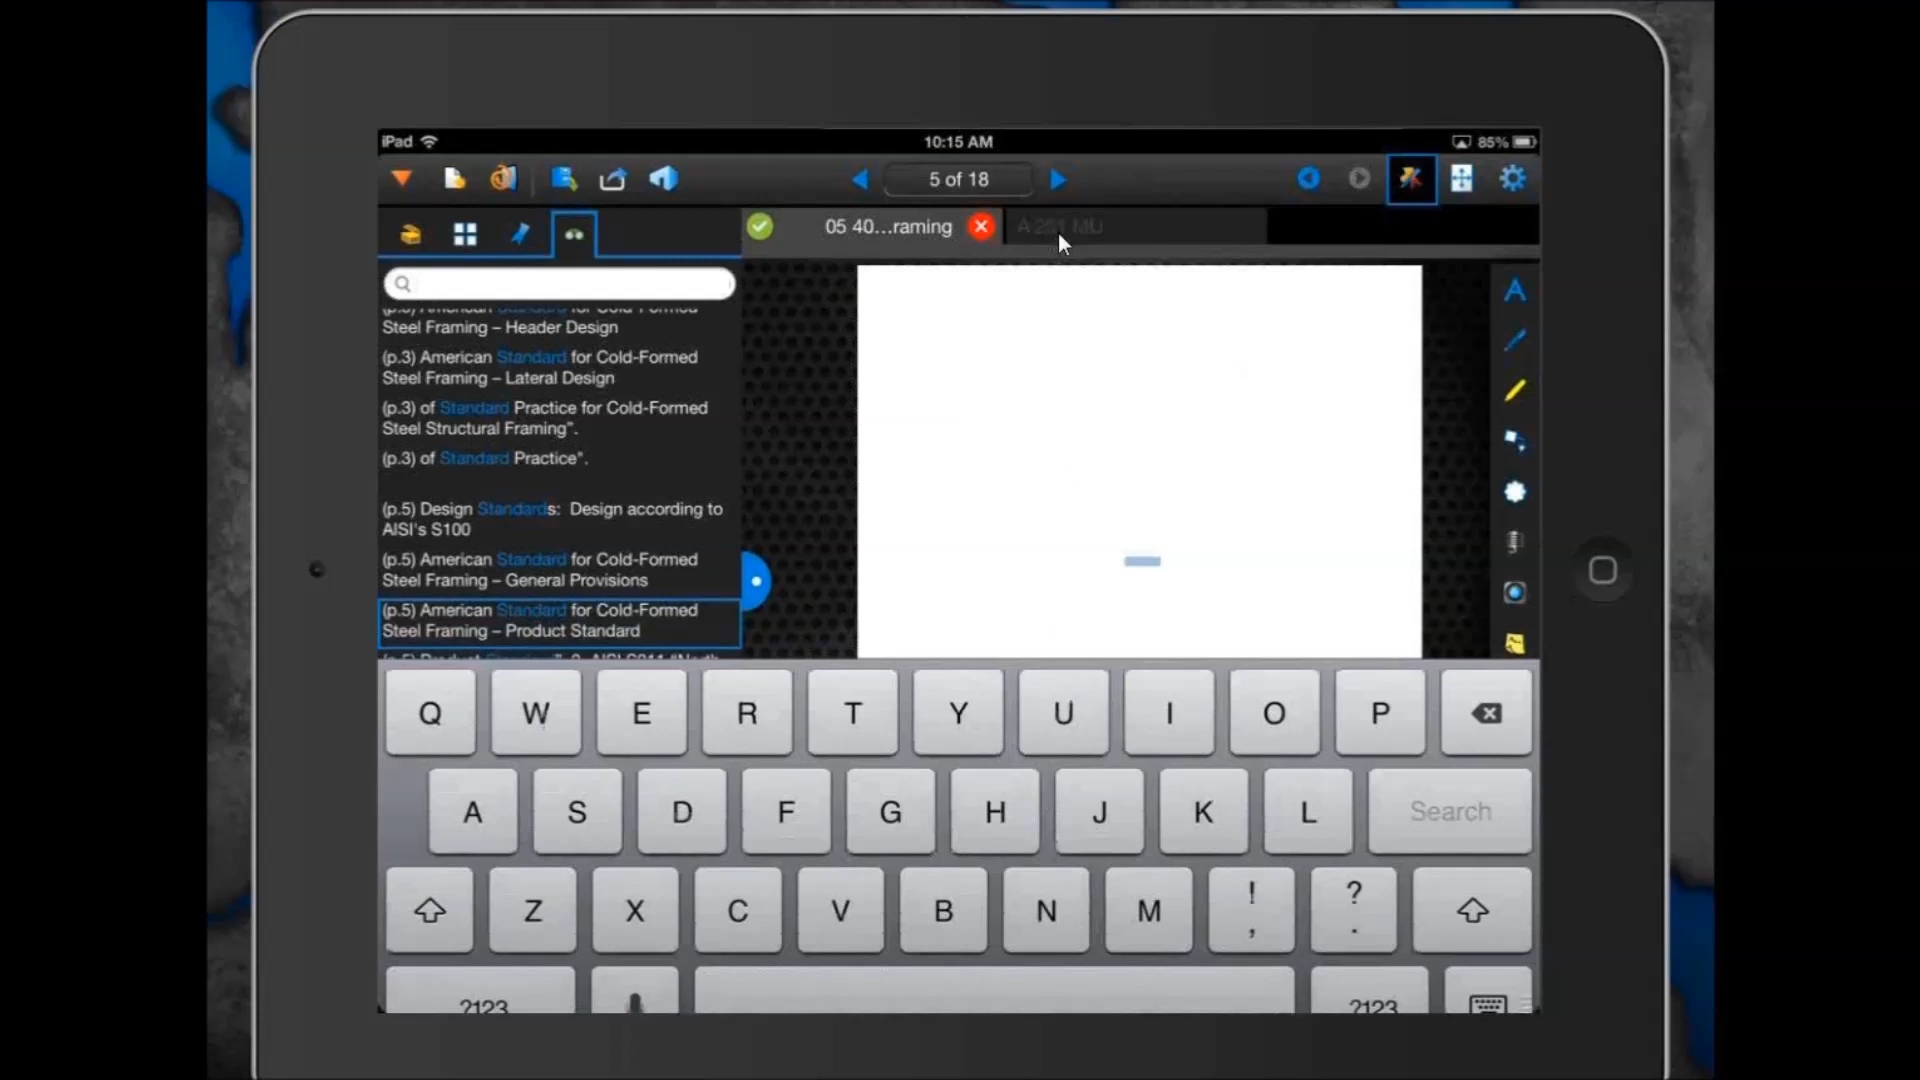 iPad
10:15 AM
85%
5 of 18
05 40...raming
Steel Framing – Header Design
(p.3) American Standard for Cold-Formed
Steel Framing – Lateral Design
(p.3) of Standard Practice for Cold-Formed
Steel Structural Framing".
(p.3) of Standard Practice".
(p.5) Design Standards: Design according to
AISI's S100
(p.5) American Standard for Cold-Formed
Steel Framing – General Provisions
(p.5) American Standard for Cold-Formed
Steel Framing – Product Standard
Q W E R T Y U I O P
A S D F G H J K L Search
Z X C V B N M ! , ? .
?123 ?123